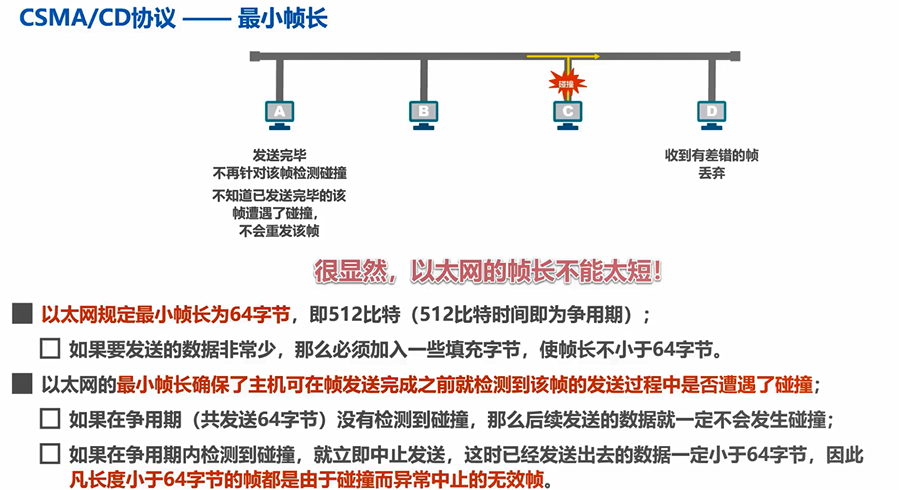 CSMA/CD协议 —— 最小帧长
碰撞
A
B
C
D
发送完毕
不再针对该帧检测碰撞
不知道已发送完毕的该
帧遭遇了碰撞，
不会重发该帧
收到有差错的帧
丢弃
很显然，以太网的帧长不能太短！
以太网规定最小帧长为64字节，即512比特（512比特时间即为争用期）；
如果要发送的数据非常少，那么必须加入一些填充字节，使帧长不小于64字节。
以太网的最小帧长确保了主机可在帧发送完成之前就检测到该帧的发送过程中是否遭遇了碰撞；
如果在争用期（共发送64字节）没有检测到碰撞，那么后续发送的数据就一定不会发生碰撞；
如果在争用期内检测到碰撞，就立即中止发送，这时已经发送出去的数据一定小于64字节，因此
凡长度小于64字节的帧都是由于碰撞而异常中止的无效帧。